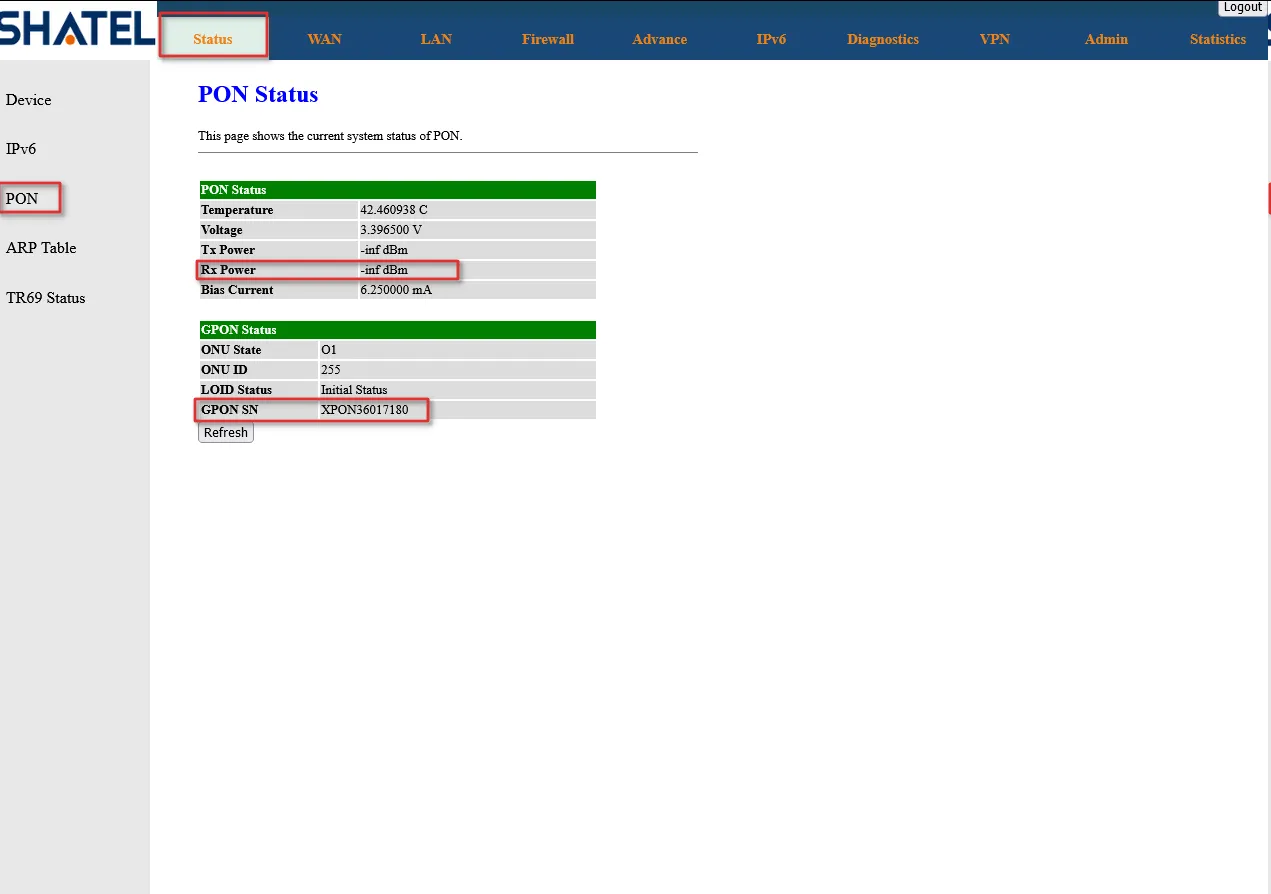 Logout
SHATEL
Status WAN LAN Firewall Advance IPv6 Diagnostics VPN Admin Statistics
Device
IPv6
PON
ARP Table
TR69 Status
PON Status
This page shows the current system status of PON.
PON Status
Temperature 42.460938 C
Voltage 3.396500 V
Tx Power -inf dBm
Rx Power -inf dBm
Bias Current 6.250000 mA
GPON Status
ONU State O1
ONU ID 255
LOID Status Initial Status
GPON SN XPON36017180
Refresh